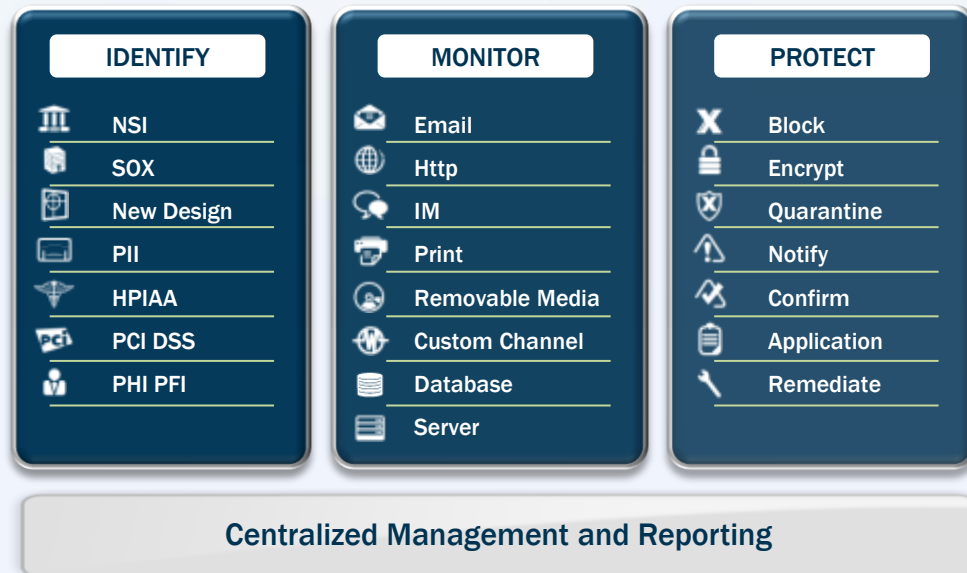 IDENTIFY
NSI
SOX
New Design
PII
HPIAA
PCI
PCI DSS
PHI PFI
MONITOR
Email
Http
IM
Print
Removable Media
Custom Channel
Database
Server
PROTECT
Block
Encrypt
Quarantine
Notify
Confirm
Application
Remediate
Centralized Management and Reporting